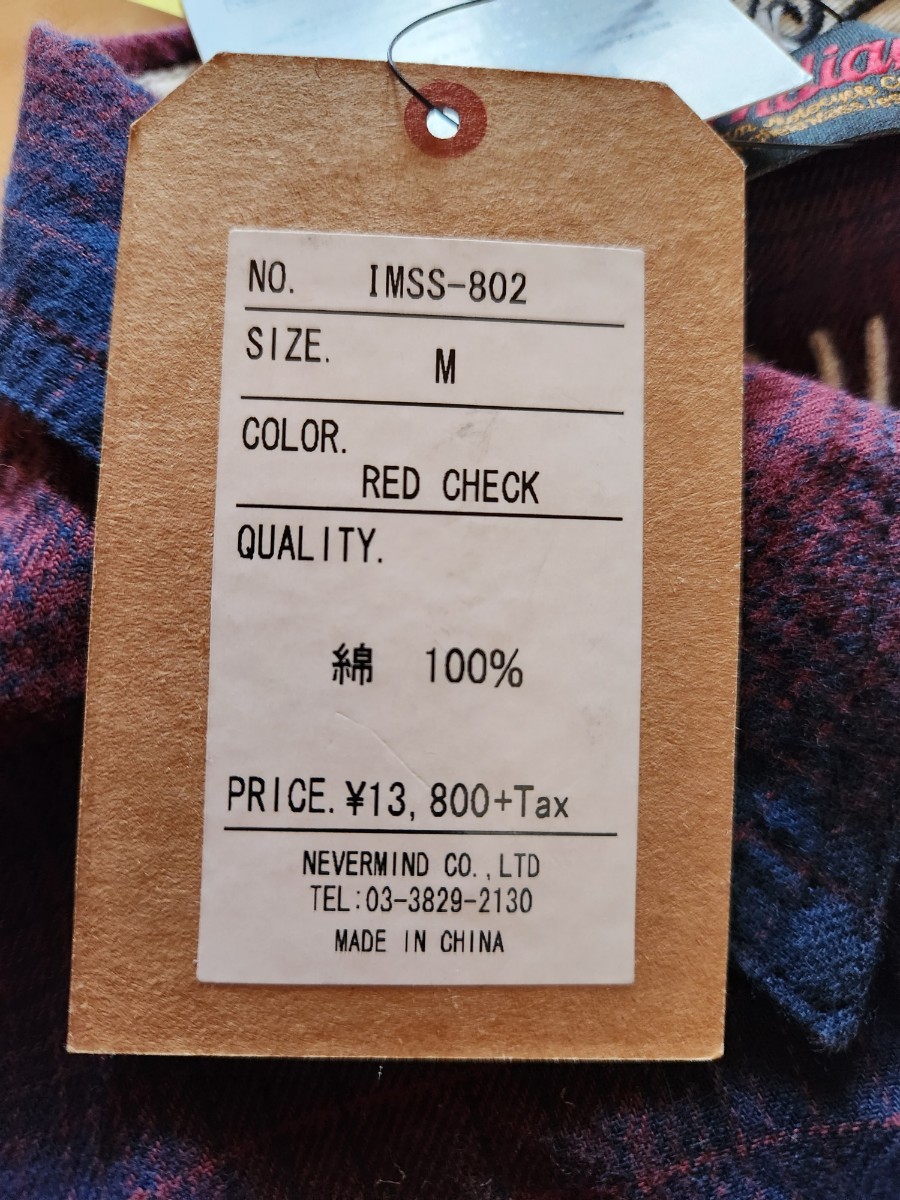 NO. IMSS-802
SIZE. M
COLOR.
RED CHECK
QUALITY.
綿 100%
PRICE. ¥13,800+Tax
NEVERMIND CO.,LTD
TEL:03-3829-2130
MADE IN CHINA